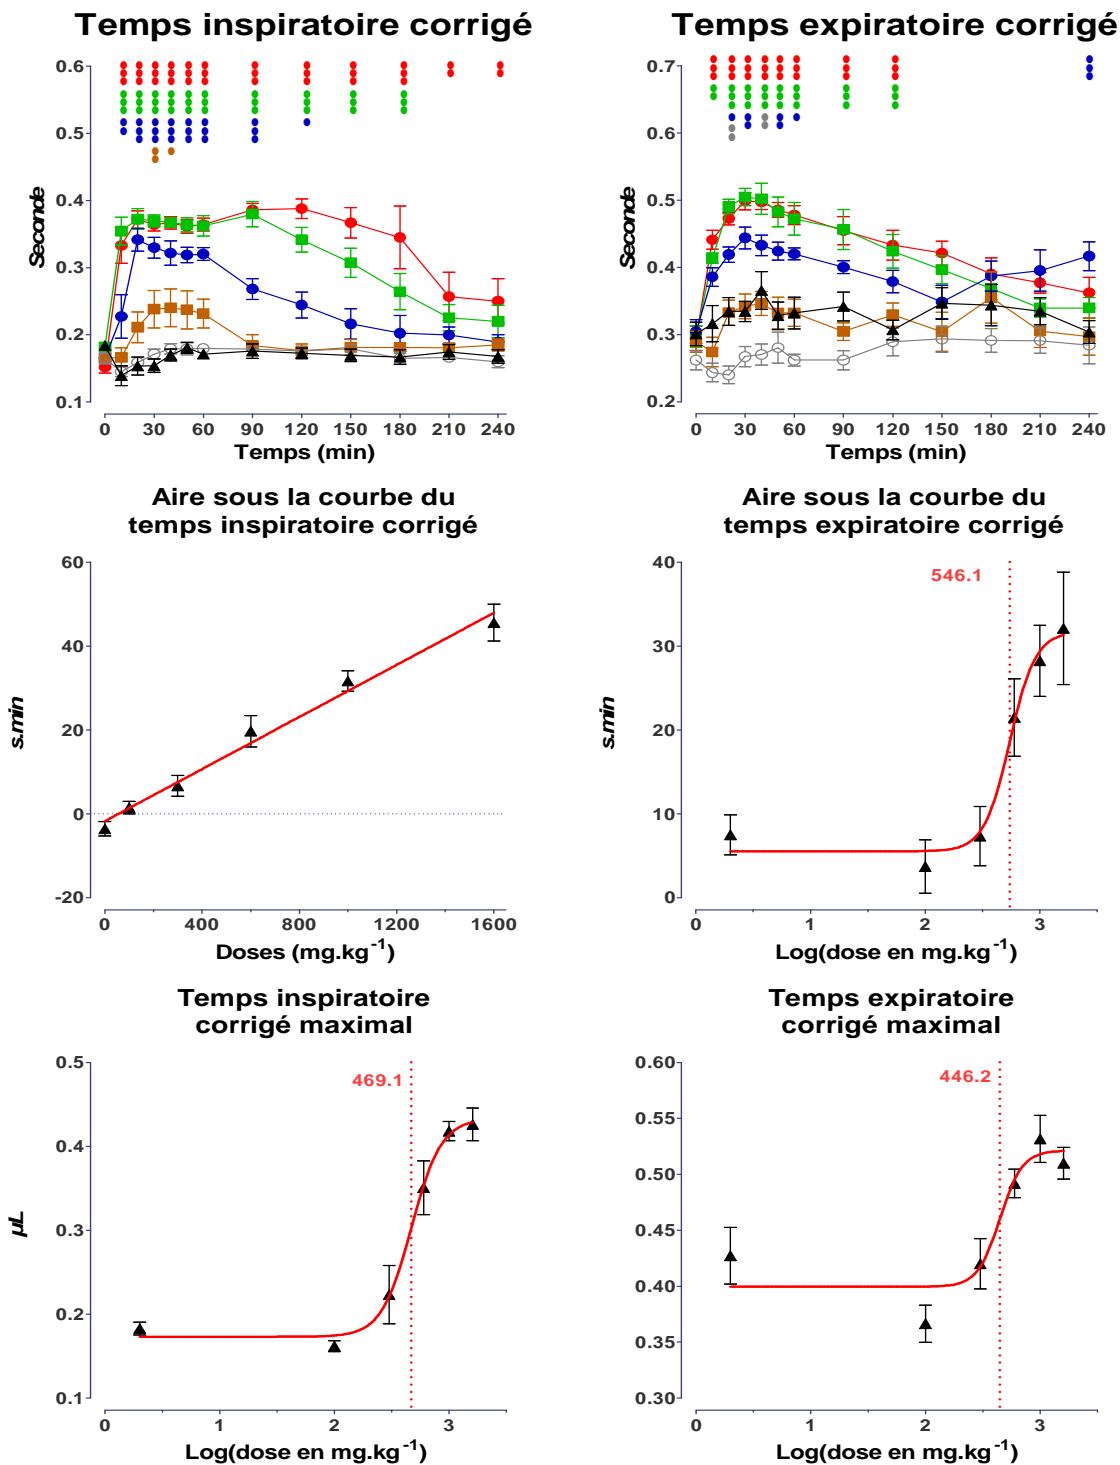 Temps inspiratoire corrigé
0.6
0.5
0.4
0.3
0.2
0.1
Seconde
0 30 60 90 120 150 180 210 240
Temps (min)
Temps expiratoire corrigé
0.7
0.6
0.5
0.4
0.3
0.2
Seconde
0 30 60 90 120 150 180 210 240
Temps (min)
Aire sous la courbe du
temps inspiratoire corrigé
60
40
20
0
-20
s.min
0 400 800 1200 1600
Doses (mg.kg⁻¹)
Aire sous la courbe du
temps expiratoire corrigé
546.1
40
30
20
10
0
s.min
0 1 2 3
Log(dose en mg.kg⁻¹)
Temps inspiratoire
corrigé maximal
469.1
0.5
0.4
0.3
0.2
0.1
µL
0 1 2 3
Log(dose en mg.kg⁻¹)
Temps expiratoire
corrigé maximal
446.2
0.60
0.55
0.50
0.45
0.40
0.35
0.30
0 1 2 3
Log(dose en mg.kg⁻¹)